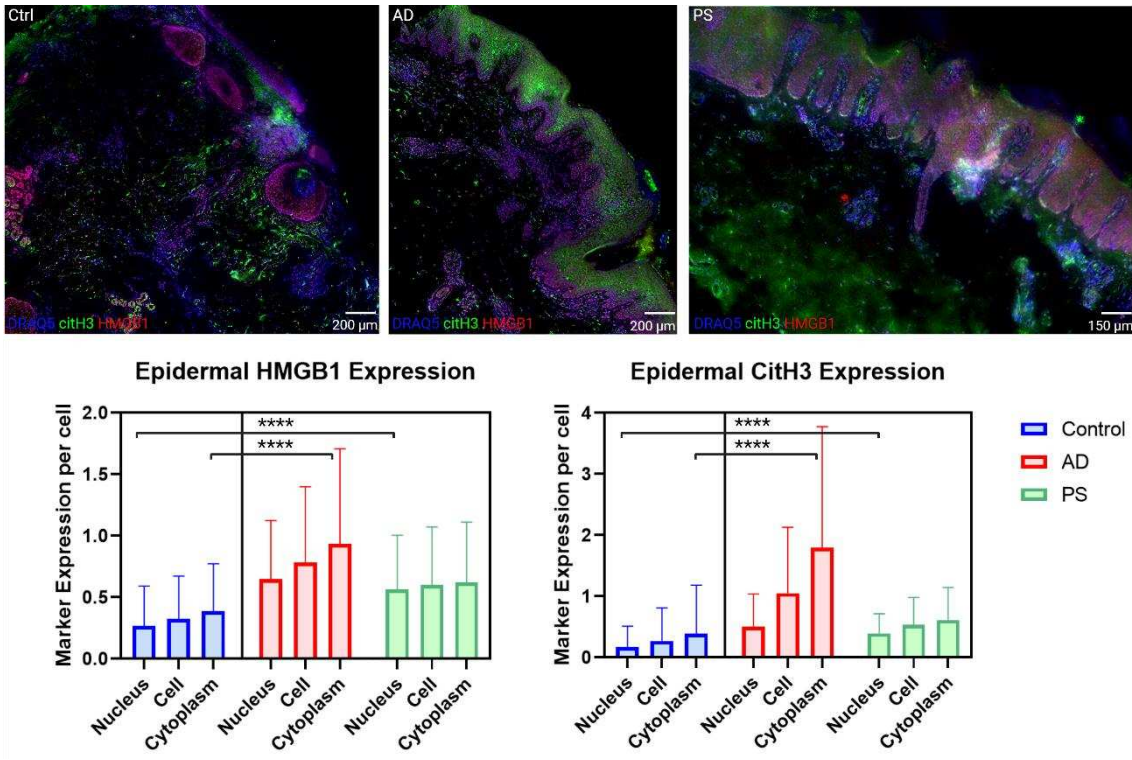 Ctrl
DRAQ5 citH3 HMGB1
200 µm
AD
DRAQ5 citH3 HMGB1
200 µm
PS
DRAQ5 citH3 HMGB1
150 µm
Epidermal HMGB1 Expression
Marker Expression per cell
2.0
1.5
1.0
0.5
0.0
****
****
Nucleus
Cell
Cytoplasm
Nucleus
Cell
Cytoplasm
Nucleus
Cell
Cytoplasm
Epidermal CitH3 Expression
Marker Expression per cell
4
3
2
1
0
****
****
Nucleus
Cell
Cytoplasm
Nucleus
Cell
Cytoplasm
Nucleus
Cell
Cytoplasm
Control
AD
PS